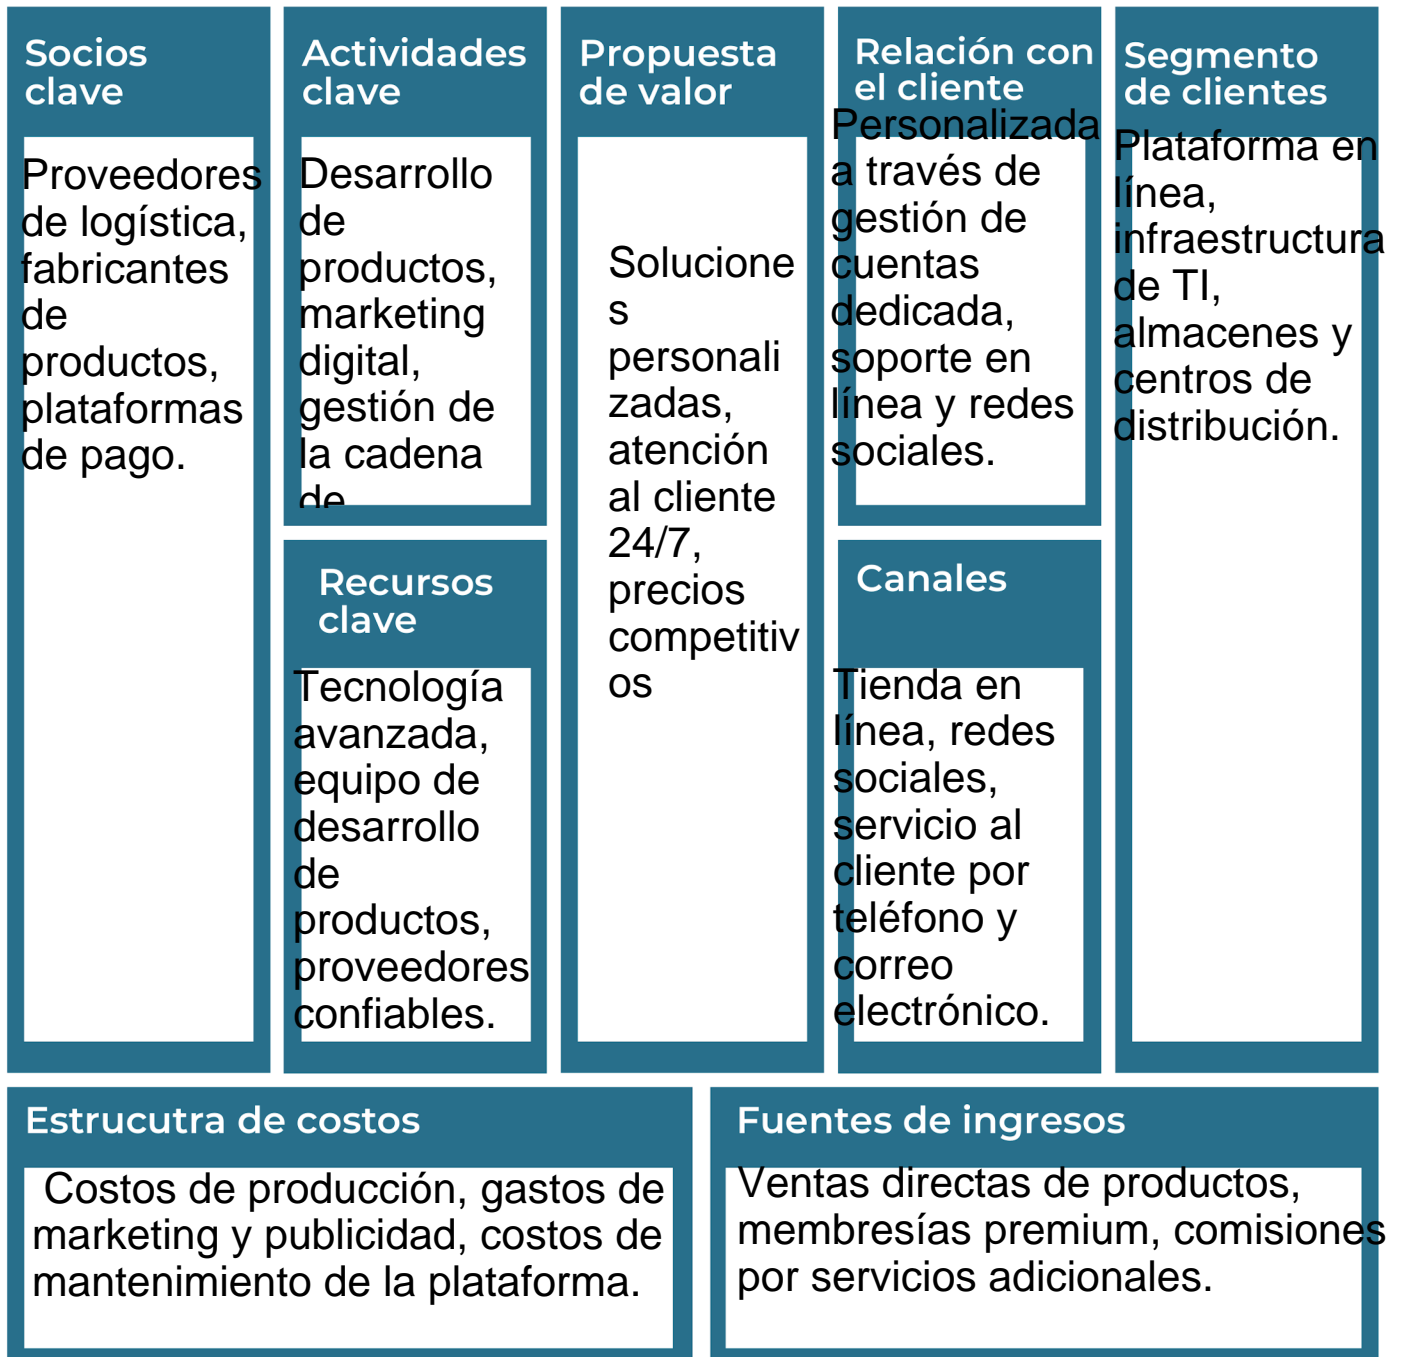 Socios
clave
Proveedores
de logística,
fabricantes
de
productos,
plataformas
de pago.
Actividades
clave
Desarrollo
de
productos,
marketing
digital,
gestión de
la cadena
de
Recursos
clave
Tecnología
avanzada,
equipo de
desarrollo
de
productos,
proveedores
confiables.
Propuesta
de valor
Solucione
s
personali
zadas,
atención
al cliente
24/7,
precios
competitiv
os
Relación con
el cliente
Personalizada
a través de
gestión de
cuentas
dedicada,
soporte en
línea y redes
sociales.
Canales
Tienda en
línea, redes
sociales,
servicio al
cliente por
teléfono y
correo
electrónico.
Segmento
de clientes
Plataforma en
línea,
infraestructura
de TI,
almacenes y
centros de
distribución.
Estrucutra de costos
Costos de producción, gastos de
marketing y publicidad, costos de
mantenimiento de la plataforma.
Fuentes de ingresos
Ventas directas de productos,
membresías premium, comisiones
por servicios adicionales.